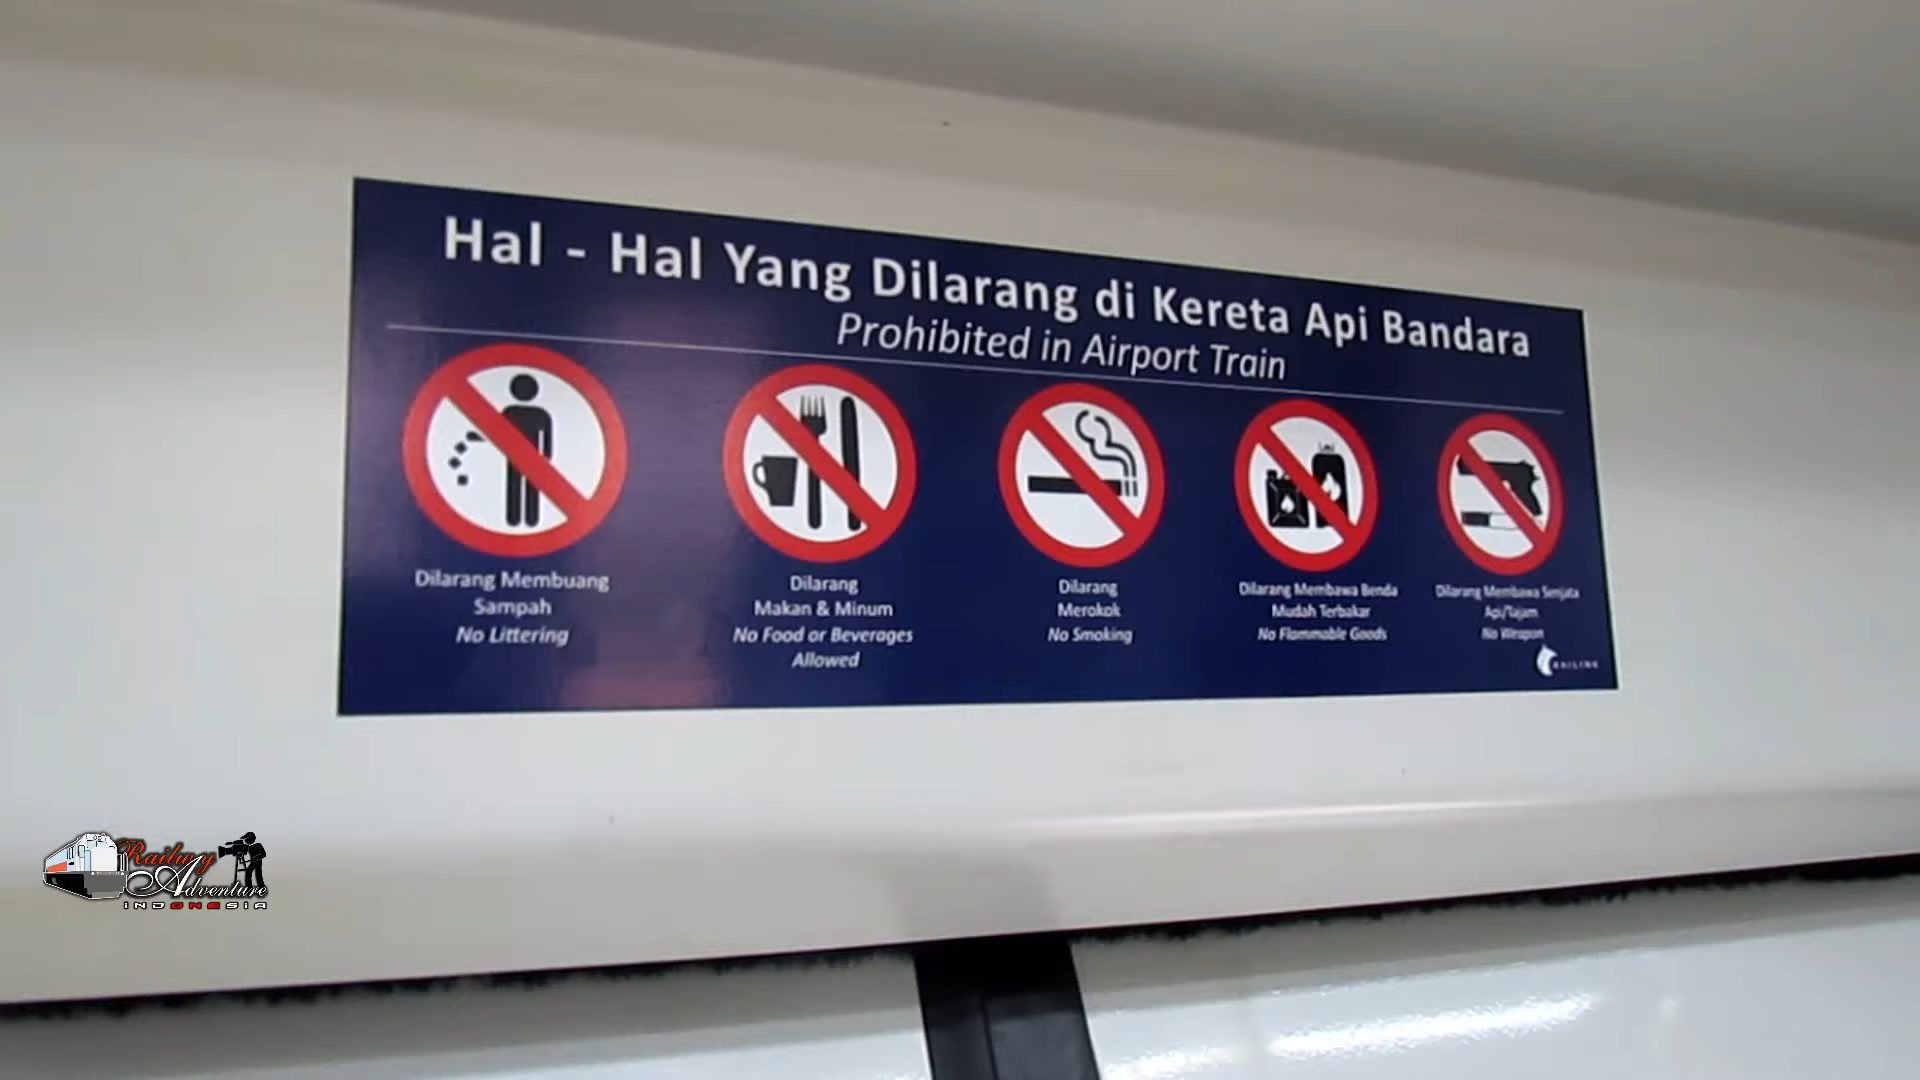 Hal - Hal Yang Dilarang di Kereta Api Bandara
Prohibited in Airport Train
Dilarang Membuang
Sampah
No Littering
Dilarang
Makan & Minum
No Food or Beverages
Allowed
Dilarang
Merokok
No Smoking
Dilarang Membawa Benda
Mudah Terbakar
No Flammable Goods
Dilarang Membawa Senjata
Api/Tajam
No Weapon
RAILINK
Railway
Adventure
INDONESIA